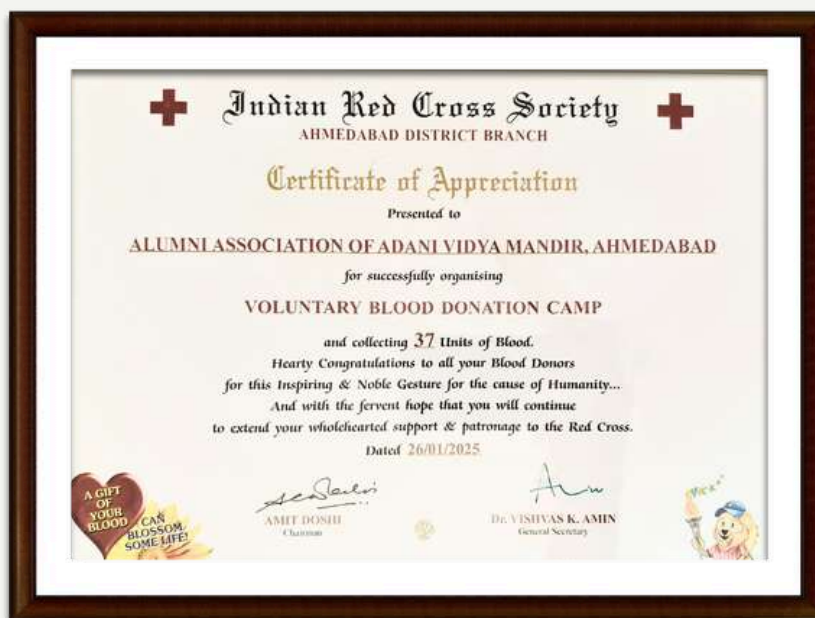 Indian Red Cross Society
AHMEDABAD DISTRICT BRANCH
Certificate of Appreciation
Presented to
ALUMNI ASSOCIATION OF ADANI VIDYA MANDIR, AHMEDABAD
for successfully organising
VOLUNTARY BLOOD DONATION CAMP
and collecting 37 Units of Blood.
Hearty Congratulations to all your Blood Donors
for this Inspiring & Noble Gesture for the cause of Humanity...
And with the fervent hope that you will continue
to extend your wholehearted support & patronage to the Red Cross.
Dated 26/01/2025
A GIFT
OF
YOUR
BLOOD
CAN
BLOSSOM
SOME LIFE!
AMIT DOSHI
Chairman
Dr. VISHVAS K. AMIN
General Secretary